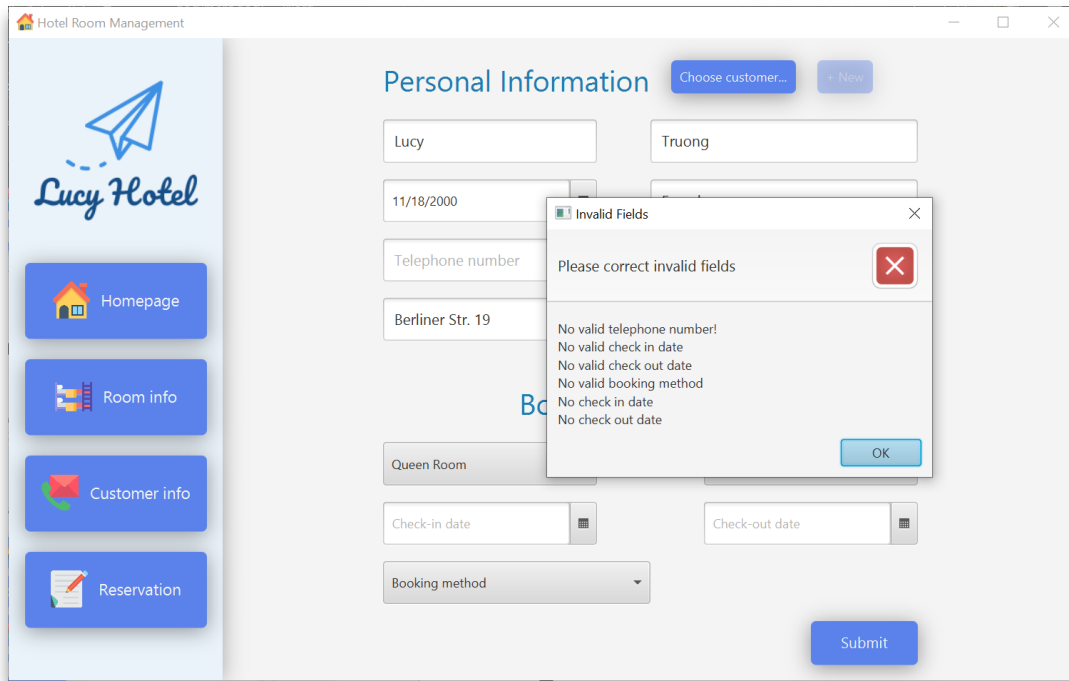 Hotel Room Management
Lucy Hotel
Homepage
Room info
Customer info
Reservation
Personal Information
Choose customer...
+ New
Lucy
Truong
11/18/2000
Telephone number
Berliner Str. 19
Invalid Fields
Please correct invalid fields
No valid telephone number!
No valid check in date
No valid check out date
No valid booking method
No check in date
No check out date
OK
Queen Room
Check-in date
Check-out date
Booking method
Submit